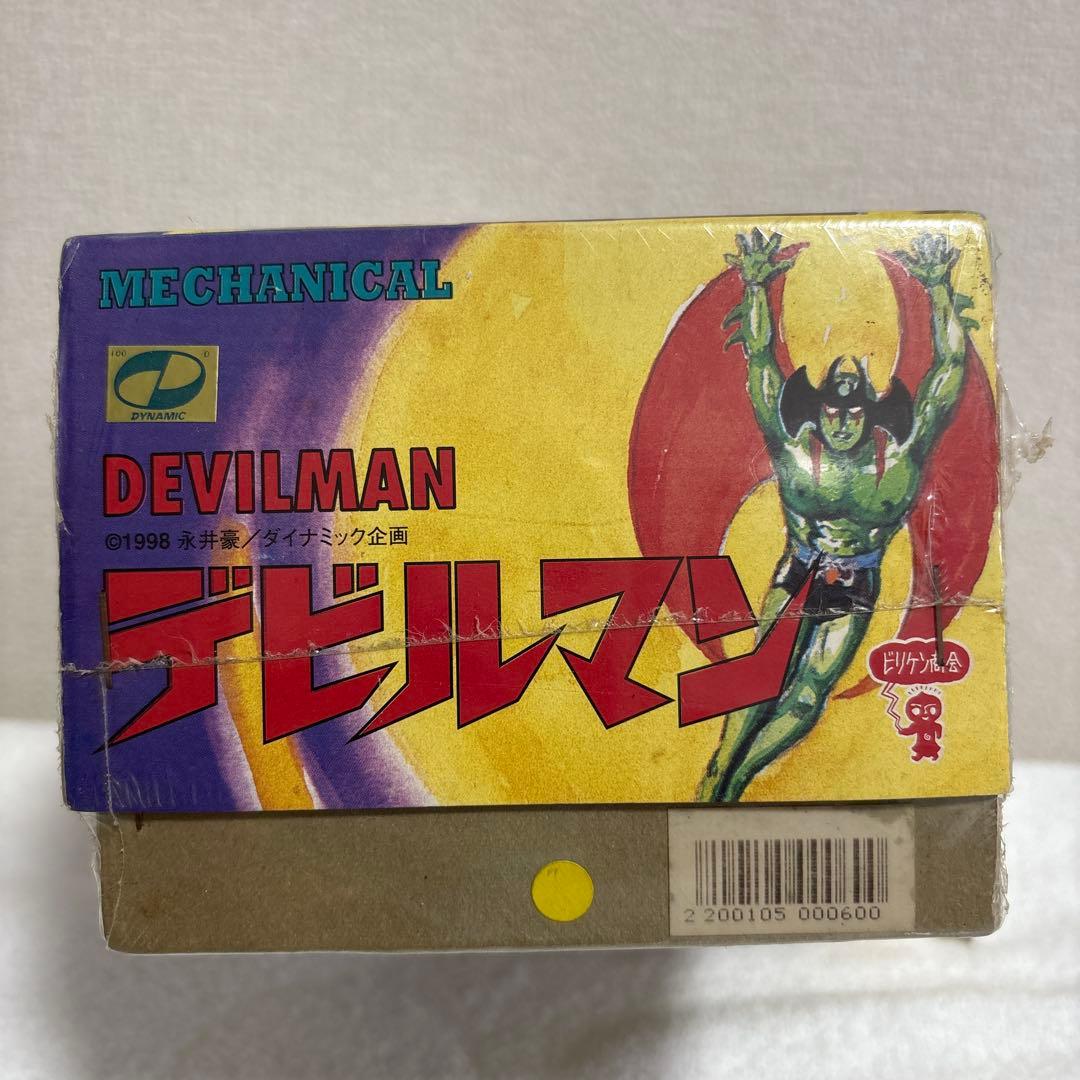 MECHANICAL
DYNAMIC
DEVILMAN
©1998 永井豪/ダイナミック企画
デビルマン
ビリケン商会
2 200105 000600